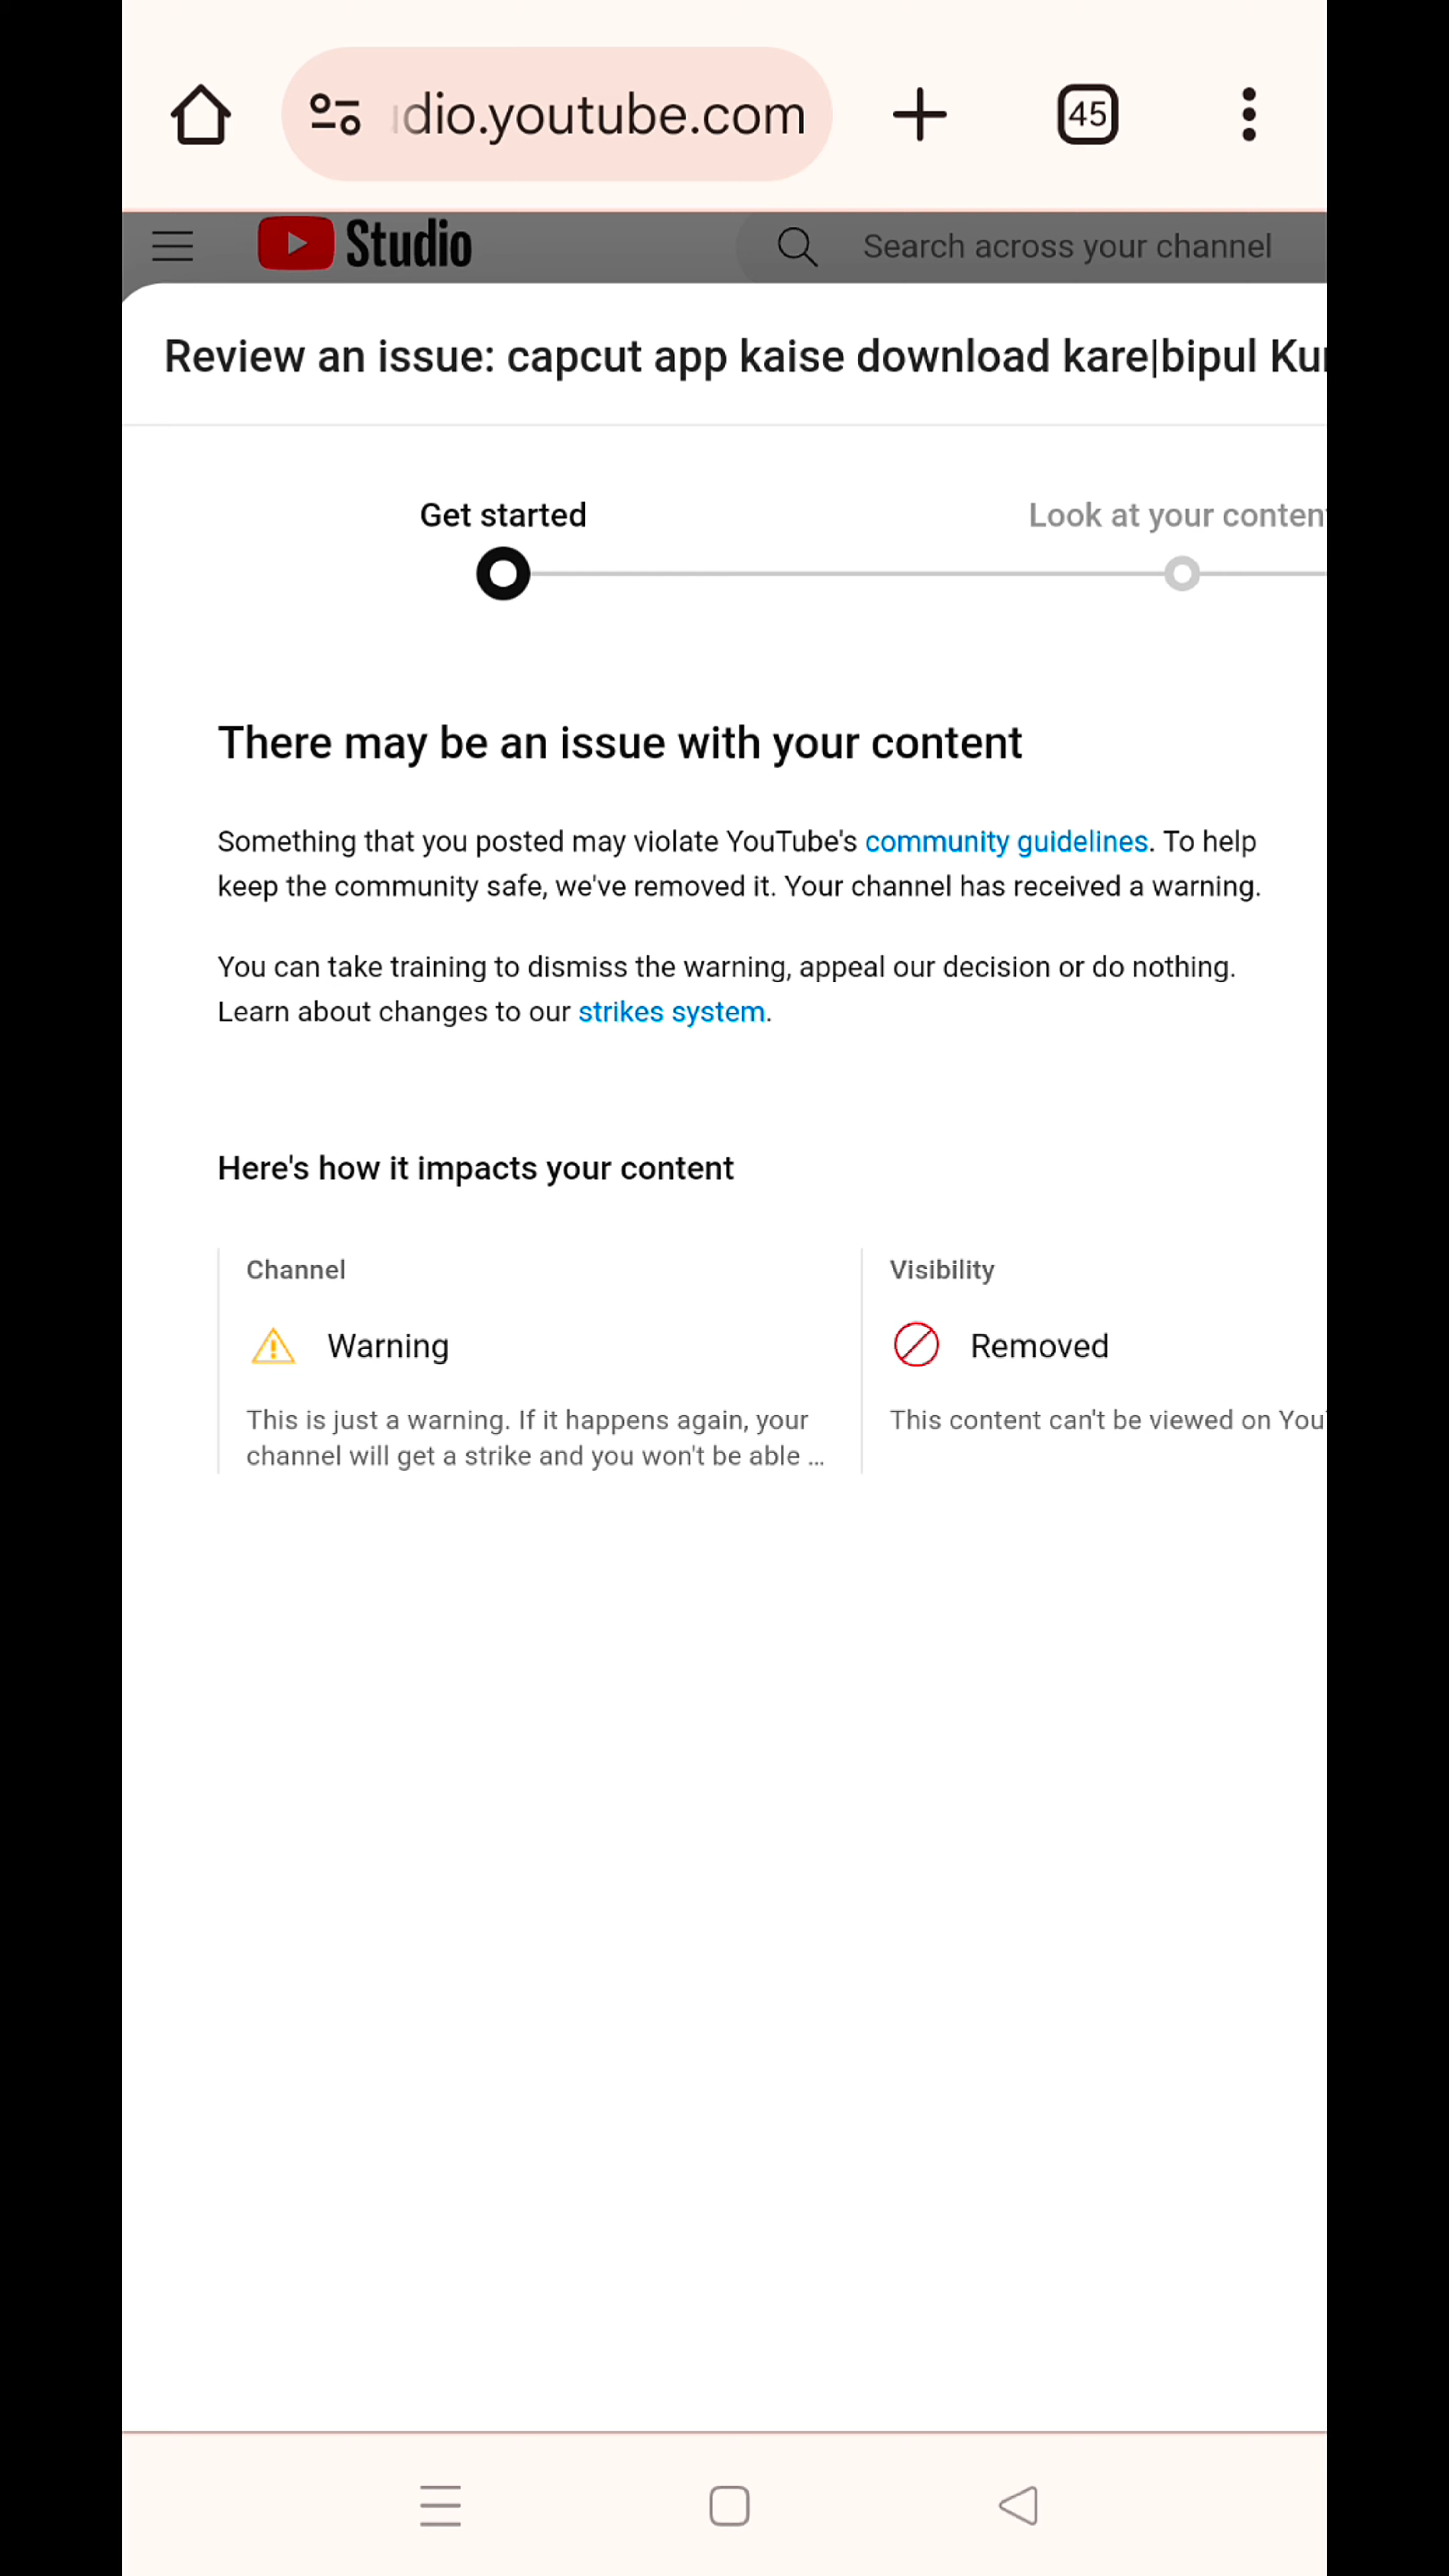 dio.youtube.com
45
Studio
Search across your channel
Review an issue: capcut app kaise download kare|bipul
Get started
Look at your
There may be an issue with your content
Something that you posted may violate YouTube's community guidelines. To help
keep the community safe, we've removed it. Your channel has received a warning.
You can take training to dismiss the warning, appeal our decision or do nothing.
Learn about changes to our strikes system.
Here's how it impacts your content
Channel
Visibility
Warning
Removed
This is just a warning. If it happens again, your
channel will get a strike and you won't be able ...
This content can't be viewed on